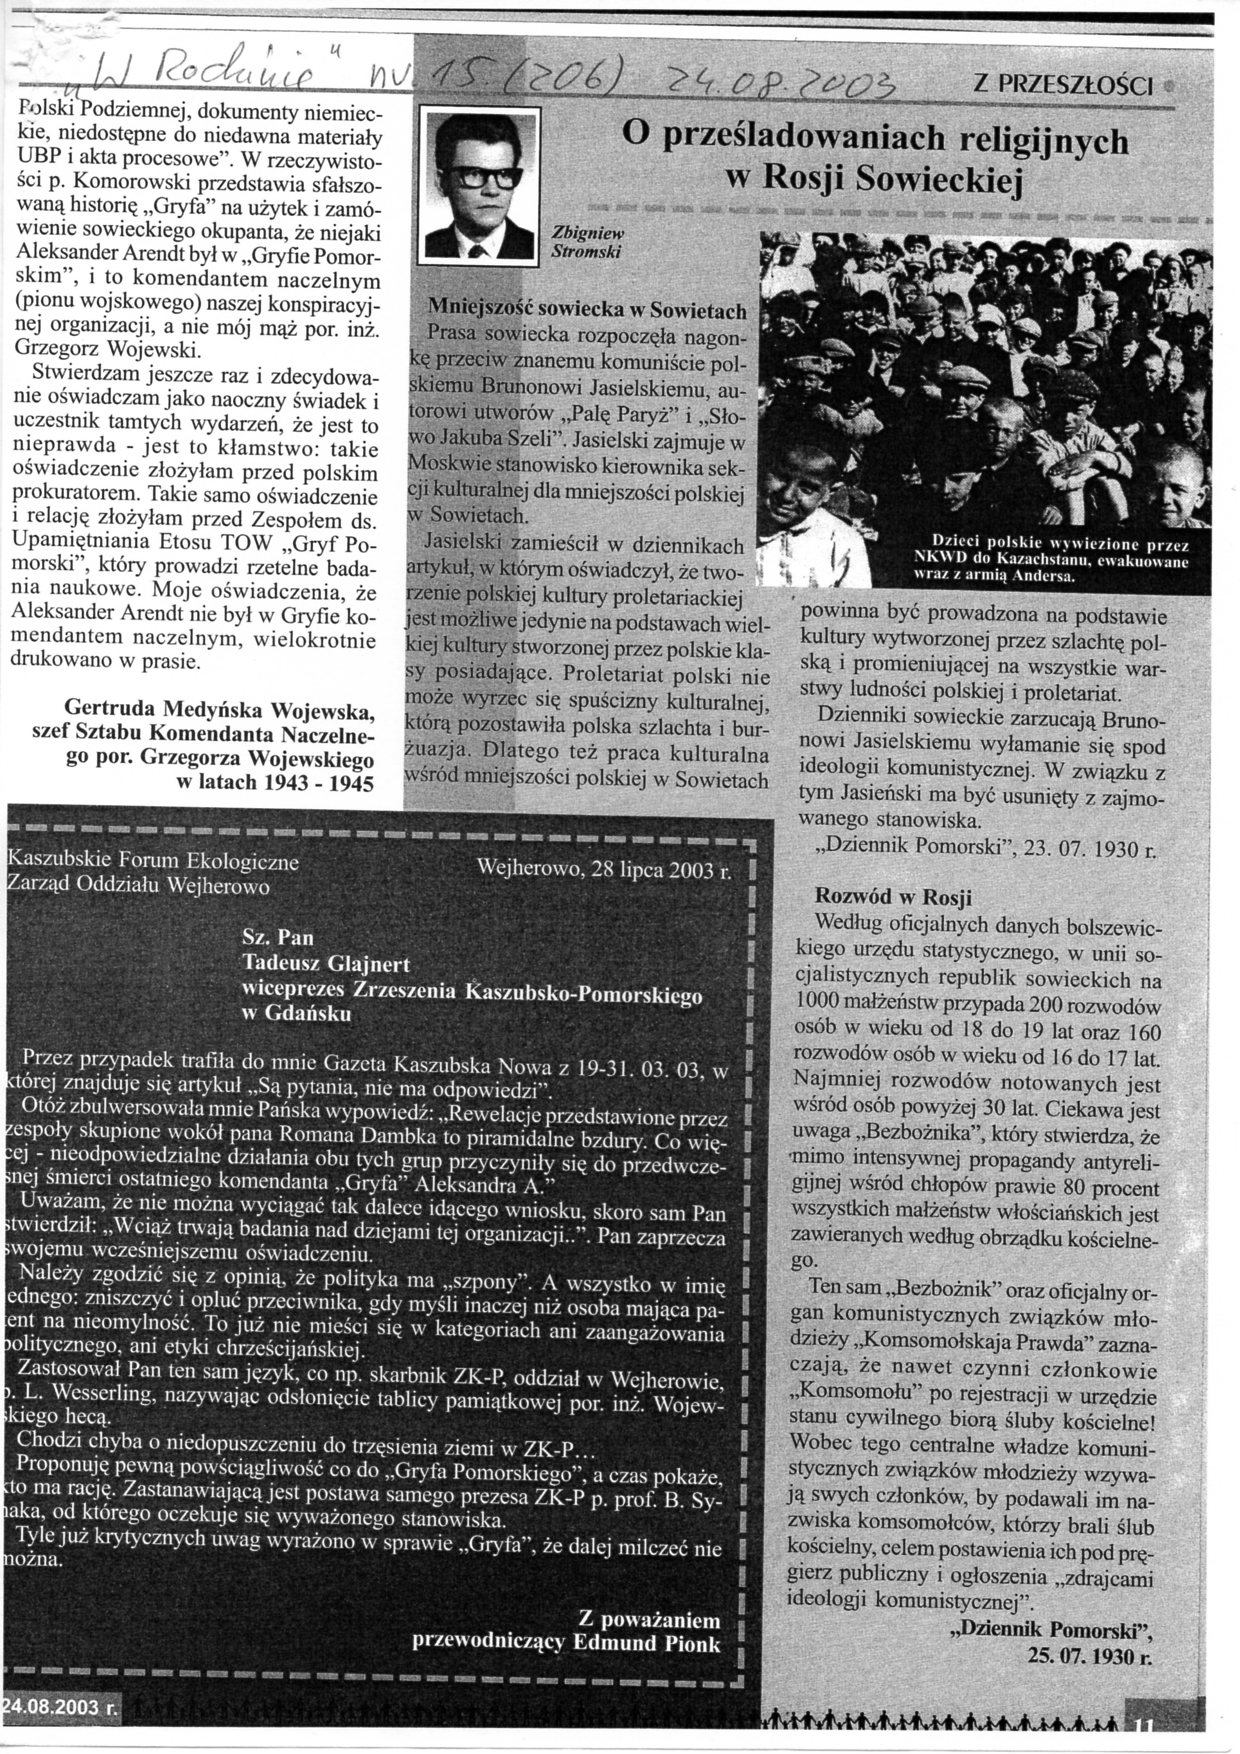 „W Rodzinie" nr. 15. (206) 24.08.2003
Z PRZESZŁOŚCI
Polski Podziemnej, dokumenty niemiec-
kie, niedostępne do niedawna materiały
UBP i akta procesowe”. W rzeczywisto-
ści p. Komorowski przedstawia sfałszo-
waną historię „Gryfa” na użytek i zamó-
wienie sowieckiego okupanta, że niejaki
Aleksander Arendt był w „Gryfie Pomor-
skim”, i to komendantem naczelnym
(pionu wojskowego) naszej konspiracyj-
nej organizacji, a nie mój mąż por. inż.
Grzegorz Wojewski.
Stwierdzam jeszcze raz i zdecydowa-
nie oświadczam jako naoczny świadek i
uczestnik tamtych wydarzeń, że jest to
nieprawda - jest to kłamstwo: takie
oświadczenie złożyłam przed polskim
prokuratorem. Takie samo oświadczenie
i relację złożyłam przed Zespołem ds.
Upamiętniania Etosu TOW „Gryf Po-
morski”, który prowadzi rzetelne bada-
nia naukowe. Moje oświadczenia, że
Aleksander Arendt nie był w Gryfie ko-
mendantem naczelnym, wielokrotnie
drukowano w prasie.
Gertruda Medyńska Wojewska,
szef Sztabu Komendanta Naczelne-
go por. Grzegorza Wojewskiego
w latach 1943 - 1945
O prześladowaniach religijnych
w Rosji Sowieckiej
Zbigniew
Stromski
Mniejszość sowiecka w Sowietach
Prasa sowiecka rozpoczęła nagon-
kę przeciw znanemu komuniście pol-
skiemu Brunonowi Jasielskiemu, au-
torowi utworów „Palę Paryż” i „Sło-
wo Jakuba Szeli”. Jasielski zajmuje w
Moskwie stanowisko kierownika sek-
cji kulturalnej dla mniejszości polskiej
w Sowietach.
Jasielski zamieścił w dziennikach
artykuł, w którym oświadczył, że two-
rzenie polskiej kultury proletariackiej
jest możliwe jedynie na podstawach wiel-
kiej kultury stworzonej przez polskie kla-
sy posiadające. Proletariat polski nie
może wyrzec się spuścizny kulturalnej,
którą pozostawiła polska szlachta i bur-
żuazja. Dlatego też praca kulturalna
wśród mniejszości polskiej w Sowietach
Dzieci polskie wywiezione przez
NKWD do Kazachstanu, ewakuowane
wraz z armią Andersa.
powinna być prowadzona na podstawie
kultury wytworzonej przez szlachtę pol-
ską i promieniującej na wszystkie war-
stwy ludności polskiej i proletariat.
Dzienniki sowieckie zarzucają Bruno-
nowi Jasielskiemu wyłamanie się spod
ideologii komunistycznej. W związku z
tym Jasieński ma być usunięty z zajmo-
wanego stanowiska.
„Dziennik Pomorski”, 23. 07. 1930 r.
Rozwód w Rosji
Według oficjalnych danych bolszewic-
kiego urzędu statystycznego, w unii so-
cjalistycznych republik sowieckich na
1000 małżeństw przypada 200 rozwodów
osób w wieku od 18 do 19 lat oraz 160
rozwodów osób w wieku od 16 do 17 lat.
Najmniej rozwodów notowanych jest
wśród osób powyżej 30 lat. Ciekawa jest
uwaga „Bezbożnika”, który stwierdza, że
mimo intensywnej propagandy antyreli-
gijnej wśród chłopów prawie 80 procent
wszystkich małżeństw włościańskich jest
zawieranych według obrządku kościelne-
go.
Ten sam „Bezbożnik” oraz oficjalny or-
gan komunistycznych związków mło-
dzieży „Komsomolskaja Prawda” zazna-
czają, że nawet czynni członkowie
„Komsomołu” po rejestracji w urzędzie
stanu cywilnego biorą śluby kościelne!
Wobec tego centralne władze komuni-
stycznych związków młodzieży wzywa-
ją swych członków, by podawali im na-
zwiska komsomołców, którzy brali ślub
kościelny, celem postawienia ich pod prę-
gierz publiczny i ogłoszenia „zdrajcami
ideologji komunistycznej”.
„Dziennik Pomorski”,
25. 07. 1930 r.
Kaszubskie Forum Ekologiczne
Zarząd Oddziału Wejherowo
Wejherowo, 28 lipca 2003 r.
Sz. Pan
Tadeusz Glajnert
wiceprezes Zrzeszenia Kaszubsko-Pomorskiego
w Gdańsku
Przez przypadek trafiła do mnie Gazeta Kaszubska Nowa z 19-31. 03. 03, w
której znajduje się artykuł „Są pytania, nie ma odpowiedzi”.
Otóż zbulwersowała mnie Pańska wypowiedź: „Rewelacje przedstawione przez
zespoły skupione wokół pana Romana Dambka to piramidalne bzdury. Co wię-
cej - nieodpowiedzialne działania obu tych grup przyczyniły się do przedwcze-
snej śmierci ostatniego komendanta „Gryfa” Aleksandra A.”
Uważam, że nie można wyciągać tak dalece idącego wniosku, skoro sam Pan
stwierdził: „Wciąż trwają badania nad dziejami tej organizacji..”. Pan zaprzecza
swojemu wcześniejszemu oświadczeniu.
Należy zgodzić się z opinią, że polityka ma „szpony”. A wszystko w imię
ednego: zniszczyć i opluć przeciwnika, gdy myśli inaczej niż osoba mająca pa-
tent na nieomylność. To już nie mieści się w kategoriach ani zaangażowania
politycznego, ani etyki chrześcijańskiej.
Zastosował Pan ten sam język, co np. skarbnik ZK-P, oddział w Wejherowie,
p. L. Wesserling, nazywając odsłonięcie tablicy pamiątkowej por. inż. Wojew-
skiego hecą.
Chodzi chyba o niedopuszczeniu do trzęsienia ziemi w ZK-P…
Proponuję pewną powściągliwość co do „Gryfa Pomorskiego”, a czas pokaże,
kto ma rację. Zastanawiającą jest postawa samego prezesa ZK-P p. prof. B. Sy-
naka, od którego oczekuje się wyważonego stanowiska.
Tyle już krytycznych uwag wyrażono w sprawie „Gryfa”, że dalej milczeć nie
można.
Z poważaniem
przewodniczący Edmund Pionk
24.08.2003 r.
11